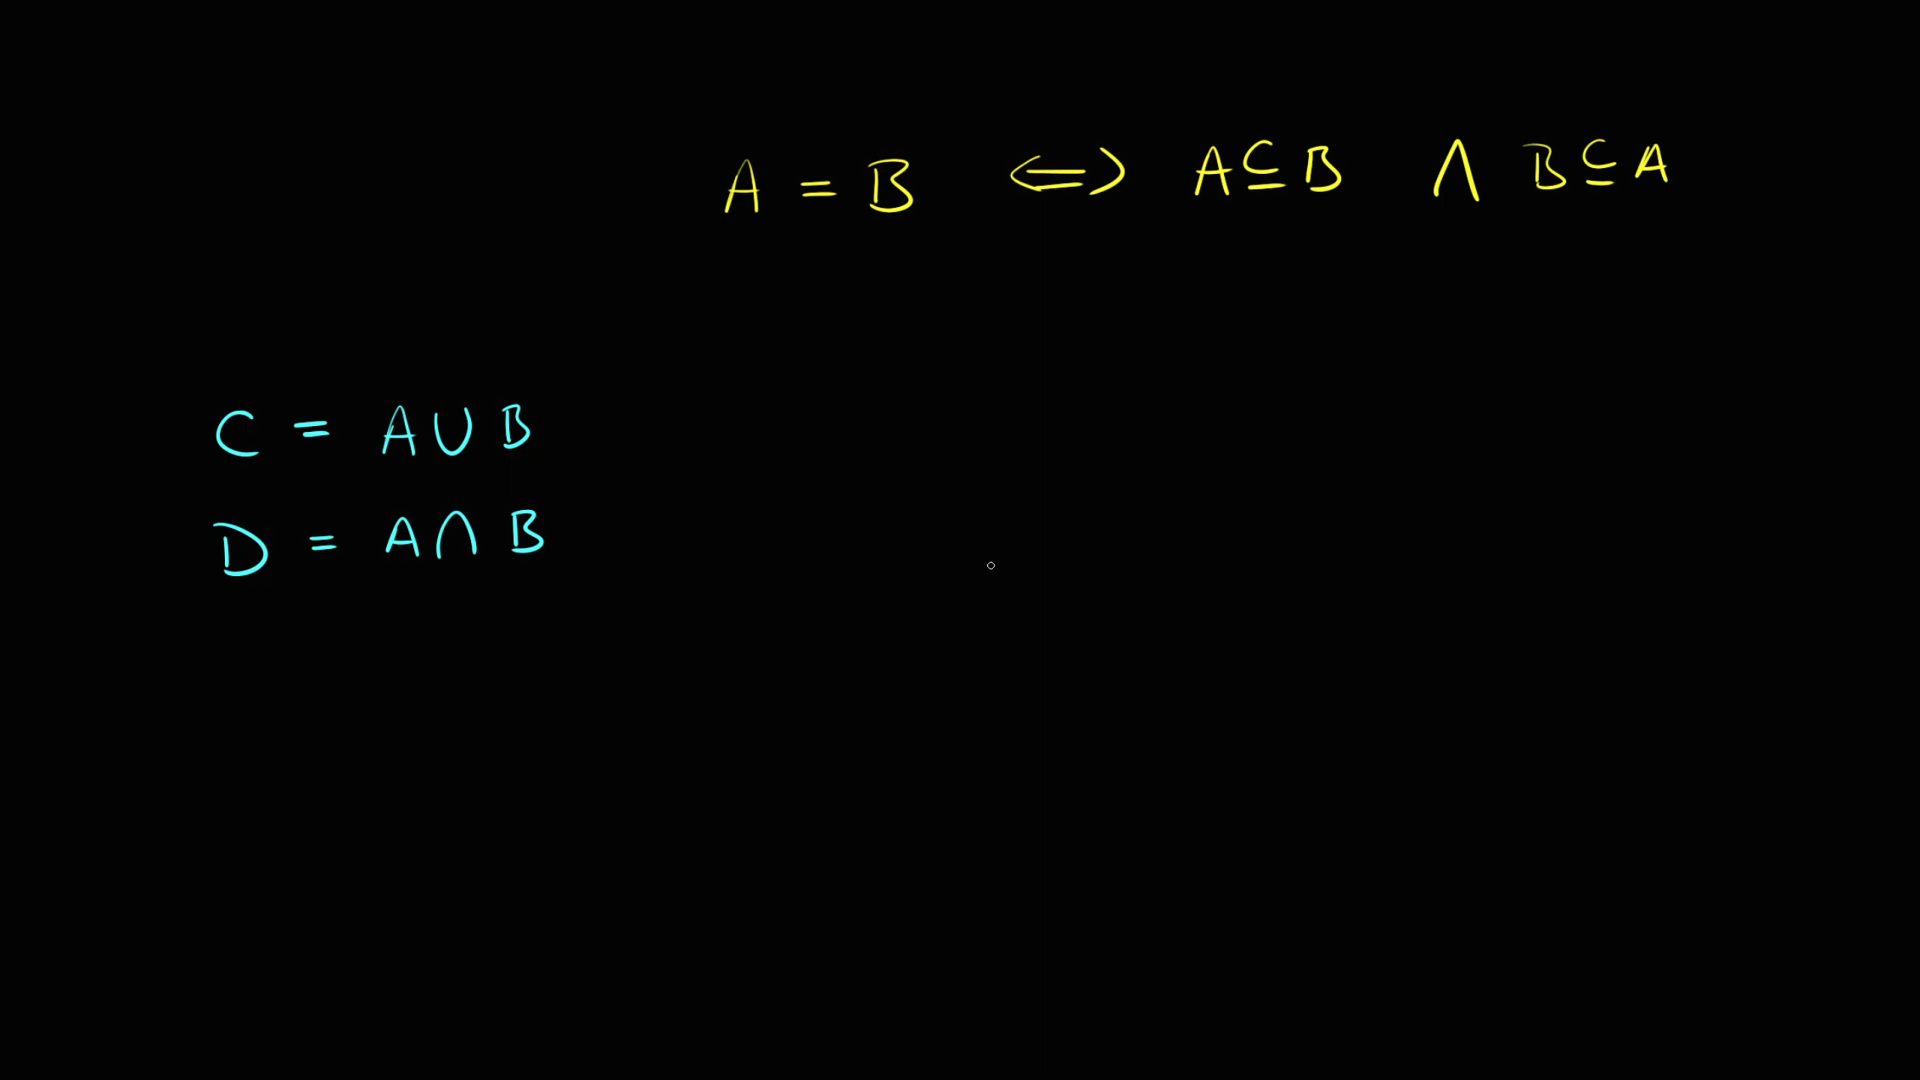 A = B ⟺ A ⊆ B ∧ B ⊆ A
C = A ∪ B
D = A ∩ B